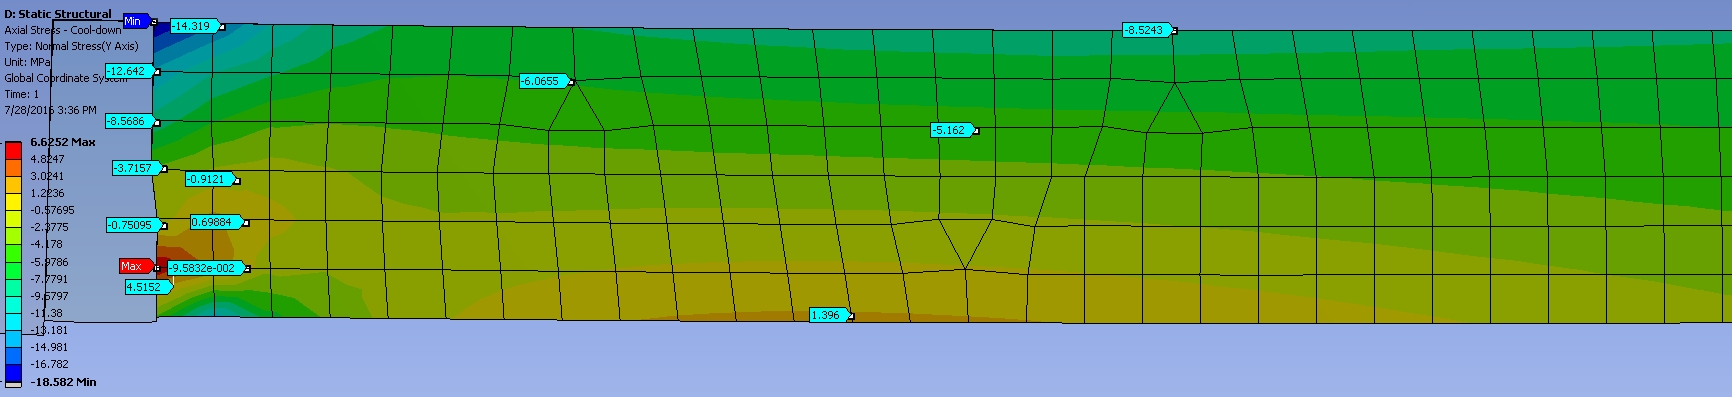 D: Static Structural
Axial Stress - Cool-down
Type: Normal Stress(Y Axis)
Unit: MPa
Global Coordinate System
Time: 1
7/28/2016 3:36 PM
6.6252 Max
4.8247
3.0241
1.2236
-0.57695
-2.3775
-4.178
-5.9786
-7.7791
-9.5797
-11.38
-13.181
-14.981
-16.782
-18.582 Min
Min
-14.319
-8.5243
-12.642
-6.0655
-8.5686
-5.162
-3.7157
-0.9121
-0.75095
0.69884
Max
-9.5832e-002
4.5152
1.396